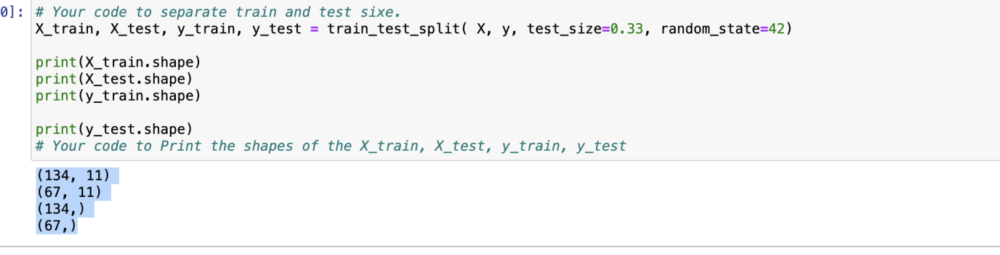 0]: # Your code to separate train and test sixe.
X_train, X_test, y_train, y_test = train_test_split( X, y, test_size=0.33, random_state=42)
print(X_train.shape)
print(X_test.shape)
print(y_train.shape)
print(y_test.shape)
# Your code to Print the shapes of the X_train, X_test, y_train, y_test
(134, 11)
(67, 11)
(134,)
(67,)